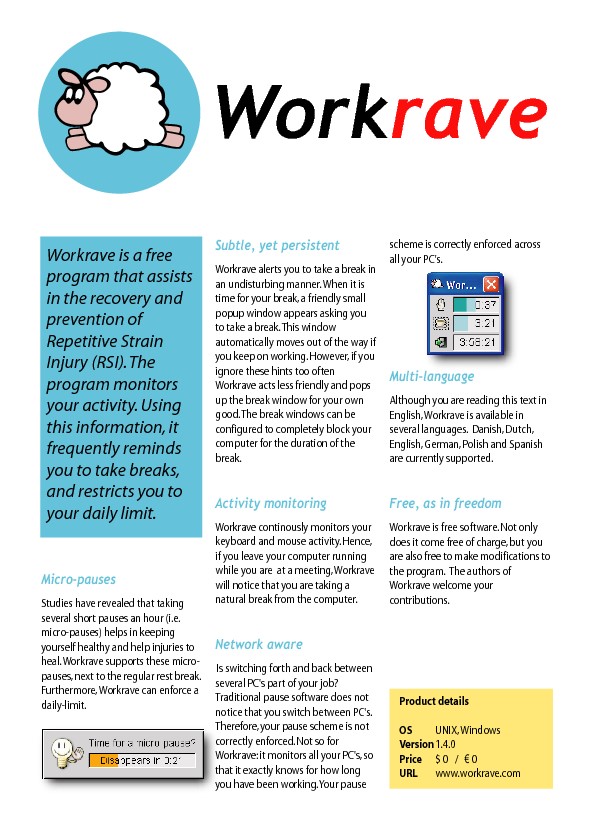 Workrave
Workrave is a free
program that assists
in the recovery and
prevention of
Repetitive Strain
Injury (RSI). The
program monitors
your activity. Using
this information, it
frequently reminds
you to take breaks,
and restricts you to
your daily limit.
Micro-pauses
Studies have revealed that taking
several short pauses an hour (i.e.
micro-pauses) helps in keeping
yourself healthy and help injuries to
heal. Workrave supports these micro-
pauses, next to the regular rest break.
Furthermore, Workrave can enforce a
daily-limit.
Time for a micro pause?
Disappears in 0:21
Subtle, yet persistent
Workrave alerts you to take a break in
an undisturbing manner. When it is
time for your break, a friendly small
popup window appears asking you
to take a break. This window
automatically moves out of the way if
you keep on working. However, if you
ignore these hints too often
Workrave acts less friendly and pops
up the break window for your own
good. The break windows can be
configured to completely block your
computer for the duration of the
break.
Activity monitoring
Workrave continously monitors your
keyboard and mouse activity. Hence,
if you leave your computer running
while you are at a meeting, Workrave
will notice that you are taking a
natural break from the computer.
Network aware
Is switching forth and back between
several PC's part of your job?
Traditional pause software does not
notice that you switch between PC's.
Therefore, your pause scheme is not
correctly enforced. Not so for
Workrave: it monitors all your PC's, so
that it exactly knows for how long
you have been working. Your pause
scheme is correctly enforced across
all your PC's.
Wor...
0:37
3:21
3:58:21
Multi-language
Although you are reading this text in
English, Workrave is available in
several languages. Danish, Dutch,
English, German, Polish and Spanish
are currently supported.
Free, as in freedom
Workrave is free software. Not only
does it come free of charge, but you
are also free to make modifications to
the program. The authors of
Workrave welcome your
contributions.
Product details
OS UNIX, Windows
Version 1.4.0
Price $ 0 / € 0
URL www.workrave.com